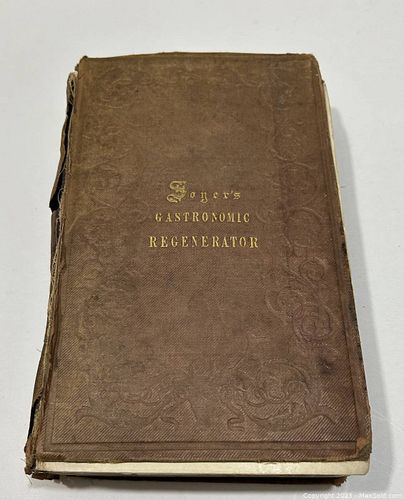 Soyer's
GASTRONOMIC
REGENERATOR
Copyright 2023 - MaxSold.com